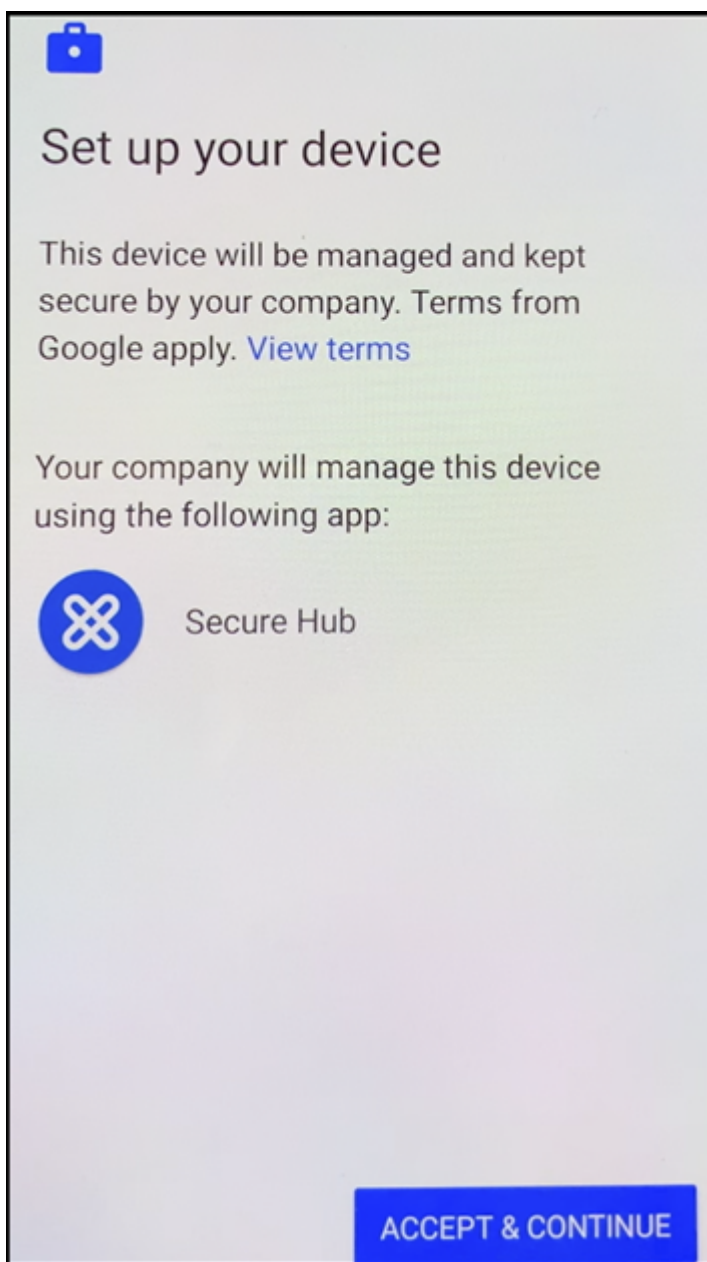 Set up your device
This device will be managed and kept
secure by your company. Terms from
Google apply. View terms
Your company will manage this device
using the following app:
Secure Hub
ACCEPT & CONTINUE